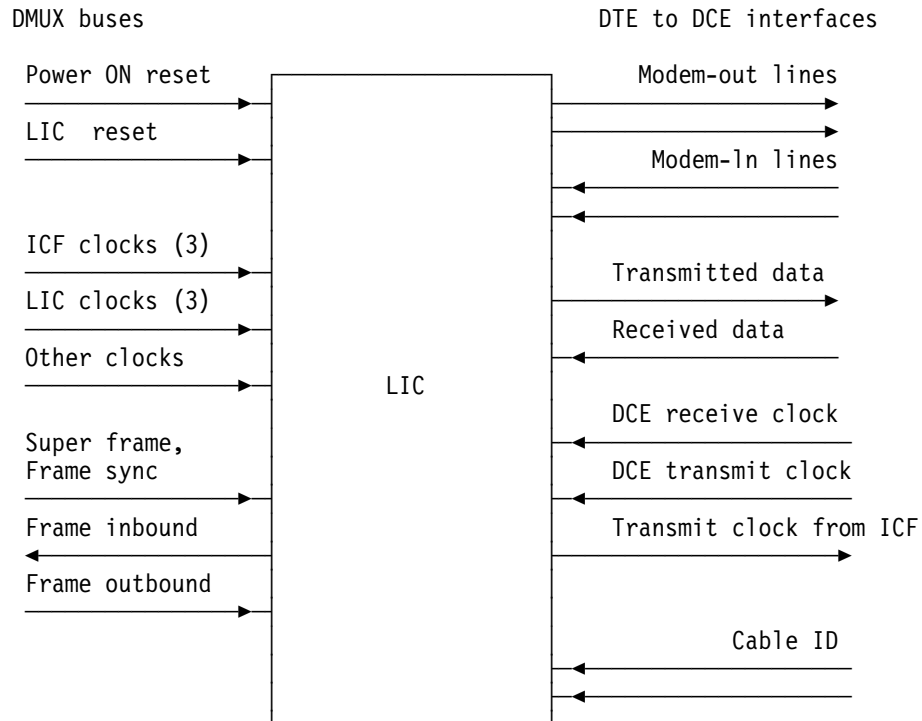 DMUX buses
DTE to DCE interfaces
Power ON reset
Modem-out lines
LIC reset
Modem-ln lines
ICF clocks (3)
Transmitted data
LIC clocks (3)
Received data
Other clocks
LIC
DCE receive clock
Super frame,
Frame sync
DCE transmit clock
Frame inbound
Transmit clock from ICF
Frame outbound
Cable ID